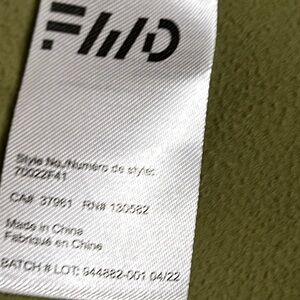 FWD
Style No./Numéro de style:
70022F41
CA# 37961 RN# 130582
Made in China
Fabriqué en Chine
BATCH # LOT: 944882-001 04/22